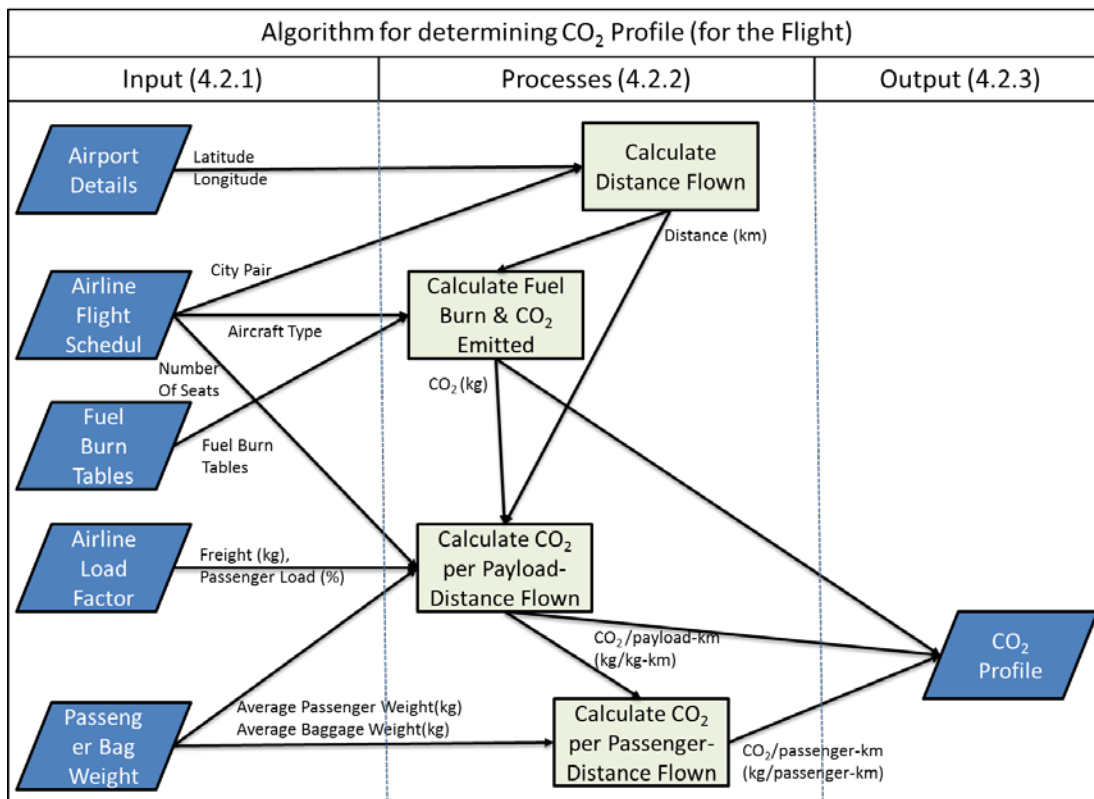 Algorithm for determining CO₂ Profile (for the Flight)
Input (4.2.1)
Processes (4.2.2)
Output (4.2.3)
Airport
Details
Latitude
Longitude
Calculate
Distance Flown
Distance (km)
City Pair
Airline
Flight
Schedul
Aircraft Type
Calculate Fuel
Burn & CO₂
Emitted
Number
Of Seats
CO₂ (kg)
Fuel
Burn
Tables
Fuel Burn
Tables
Airline
Load
Factor
Freight (kg),
Passenger Load (%)
Calculate CO₂
per Payload-
Distance Flown
CO₂/payload-km
(kg/kg-km)
CO₂
Profile
Passeng
er Bag
Weight
Average Passenger Weight(kg)
Average Baggage Weight(kg)
Calculate CO₂
per Passenger-
Distance Flown
CO₂/passenger-km
(kg/passenger-km)